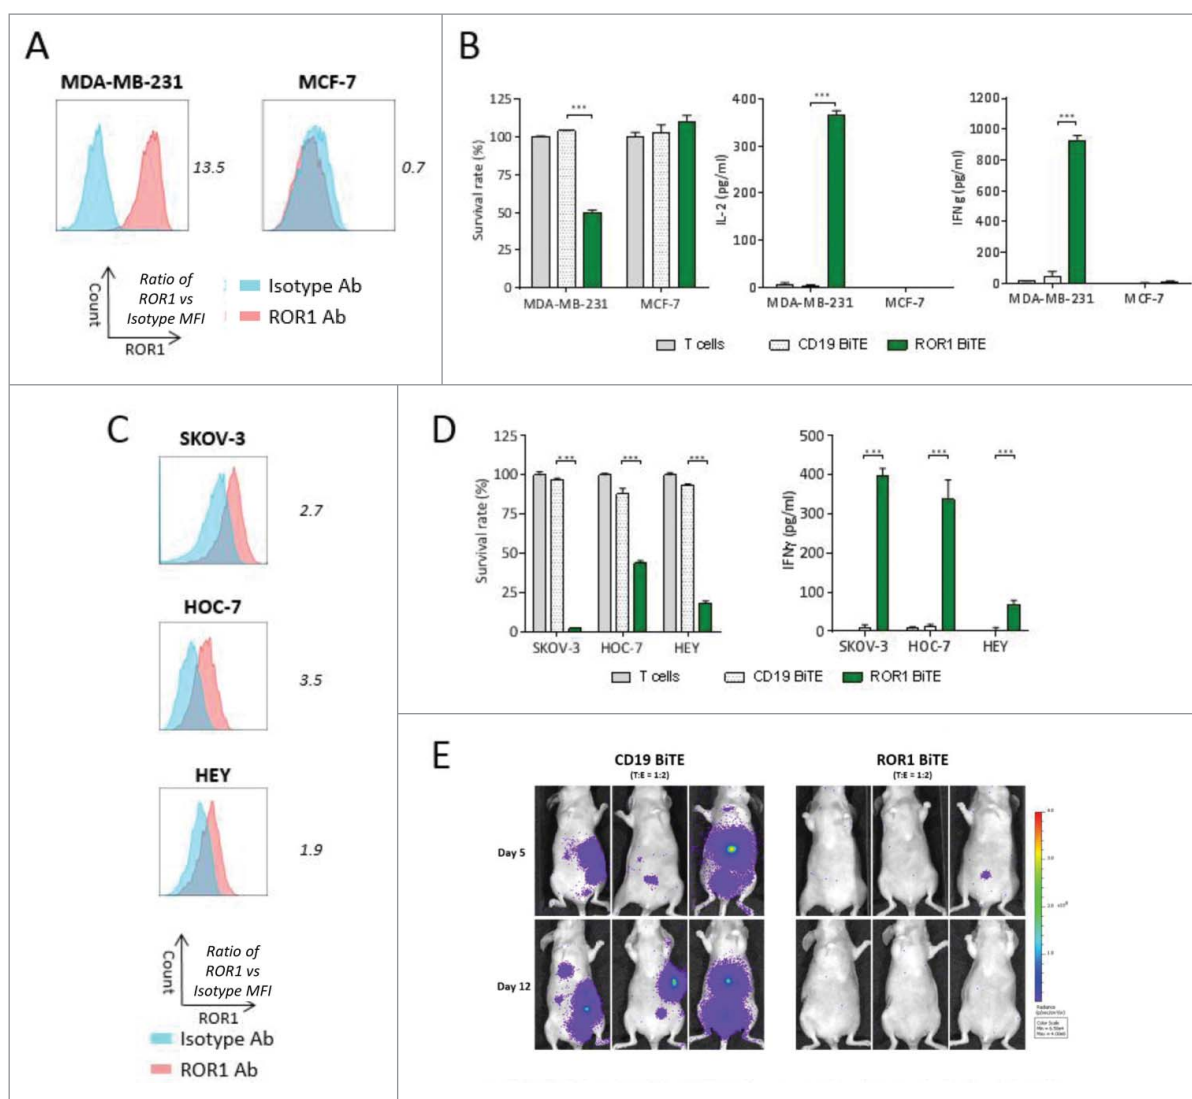 A
MDA-MB-231
MCF-7
13.5
0.7
Count
ROR1
Ratio of
ROR1 vs
Isotype MFI
Isotype Ab
ROR1 Ab
B
Survival rate (%)
125
100
75
50
25
0
MDA-MB-231 MCF-7
***
IL-2 (pg/ml)
400
300
200
100
0
MDA-MB-231 MCF-7
***
IFN g (pg/ml)
1200
1000
800
600
400
200
0
MDA-MB-231 MCF-7
***
T cells CD19 BiTE ROR1 BiTE
C
SKOV-3
2.7
HOC-7
3.5
HEY
1.9
Count
ROR1
Ratio of
ROR1 vs
Isotype MFI
Isotype Ab
ROR1 Ab
D
Survival rate (%)
125
100
75
50
25
0
*** *** ***
SKOV-3 HOC-7 HEY
IFNγ (pg/ml)
500
400
300
200
100
0
*** *** ***
SKOV-3 HOC-7 HEY
T cells CD19 BiTE ROR1 BiTE
E
CD19 BiTE
(T:E = 1:2)
ROR1 BiTE
(T:E = 1:2)
Day 5
Day 12
Radiance
Color Scale